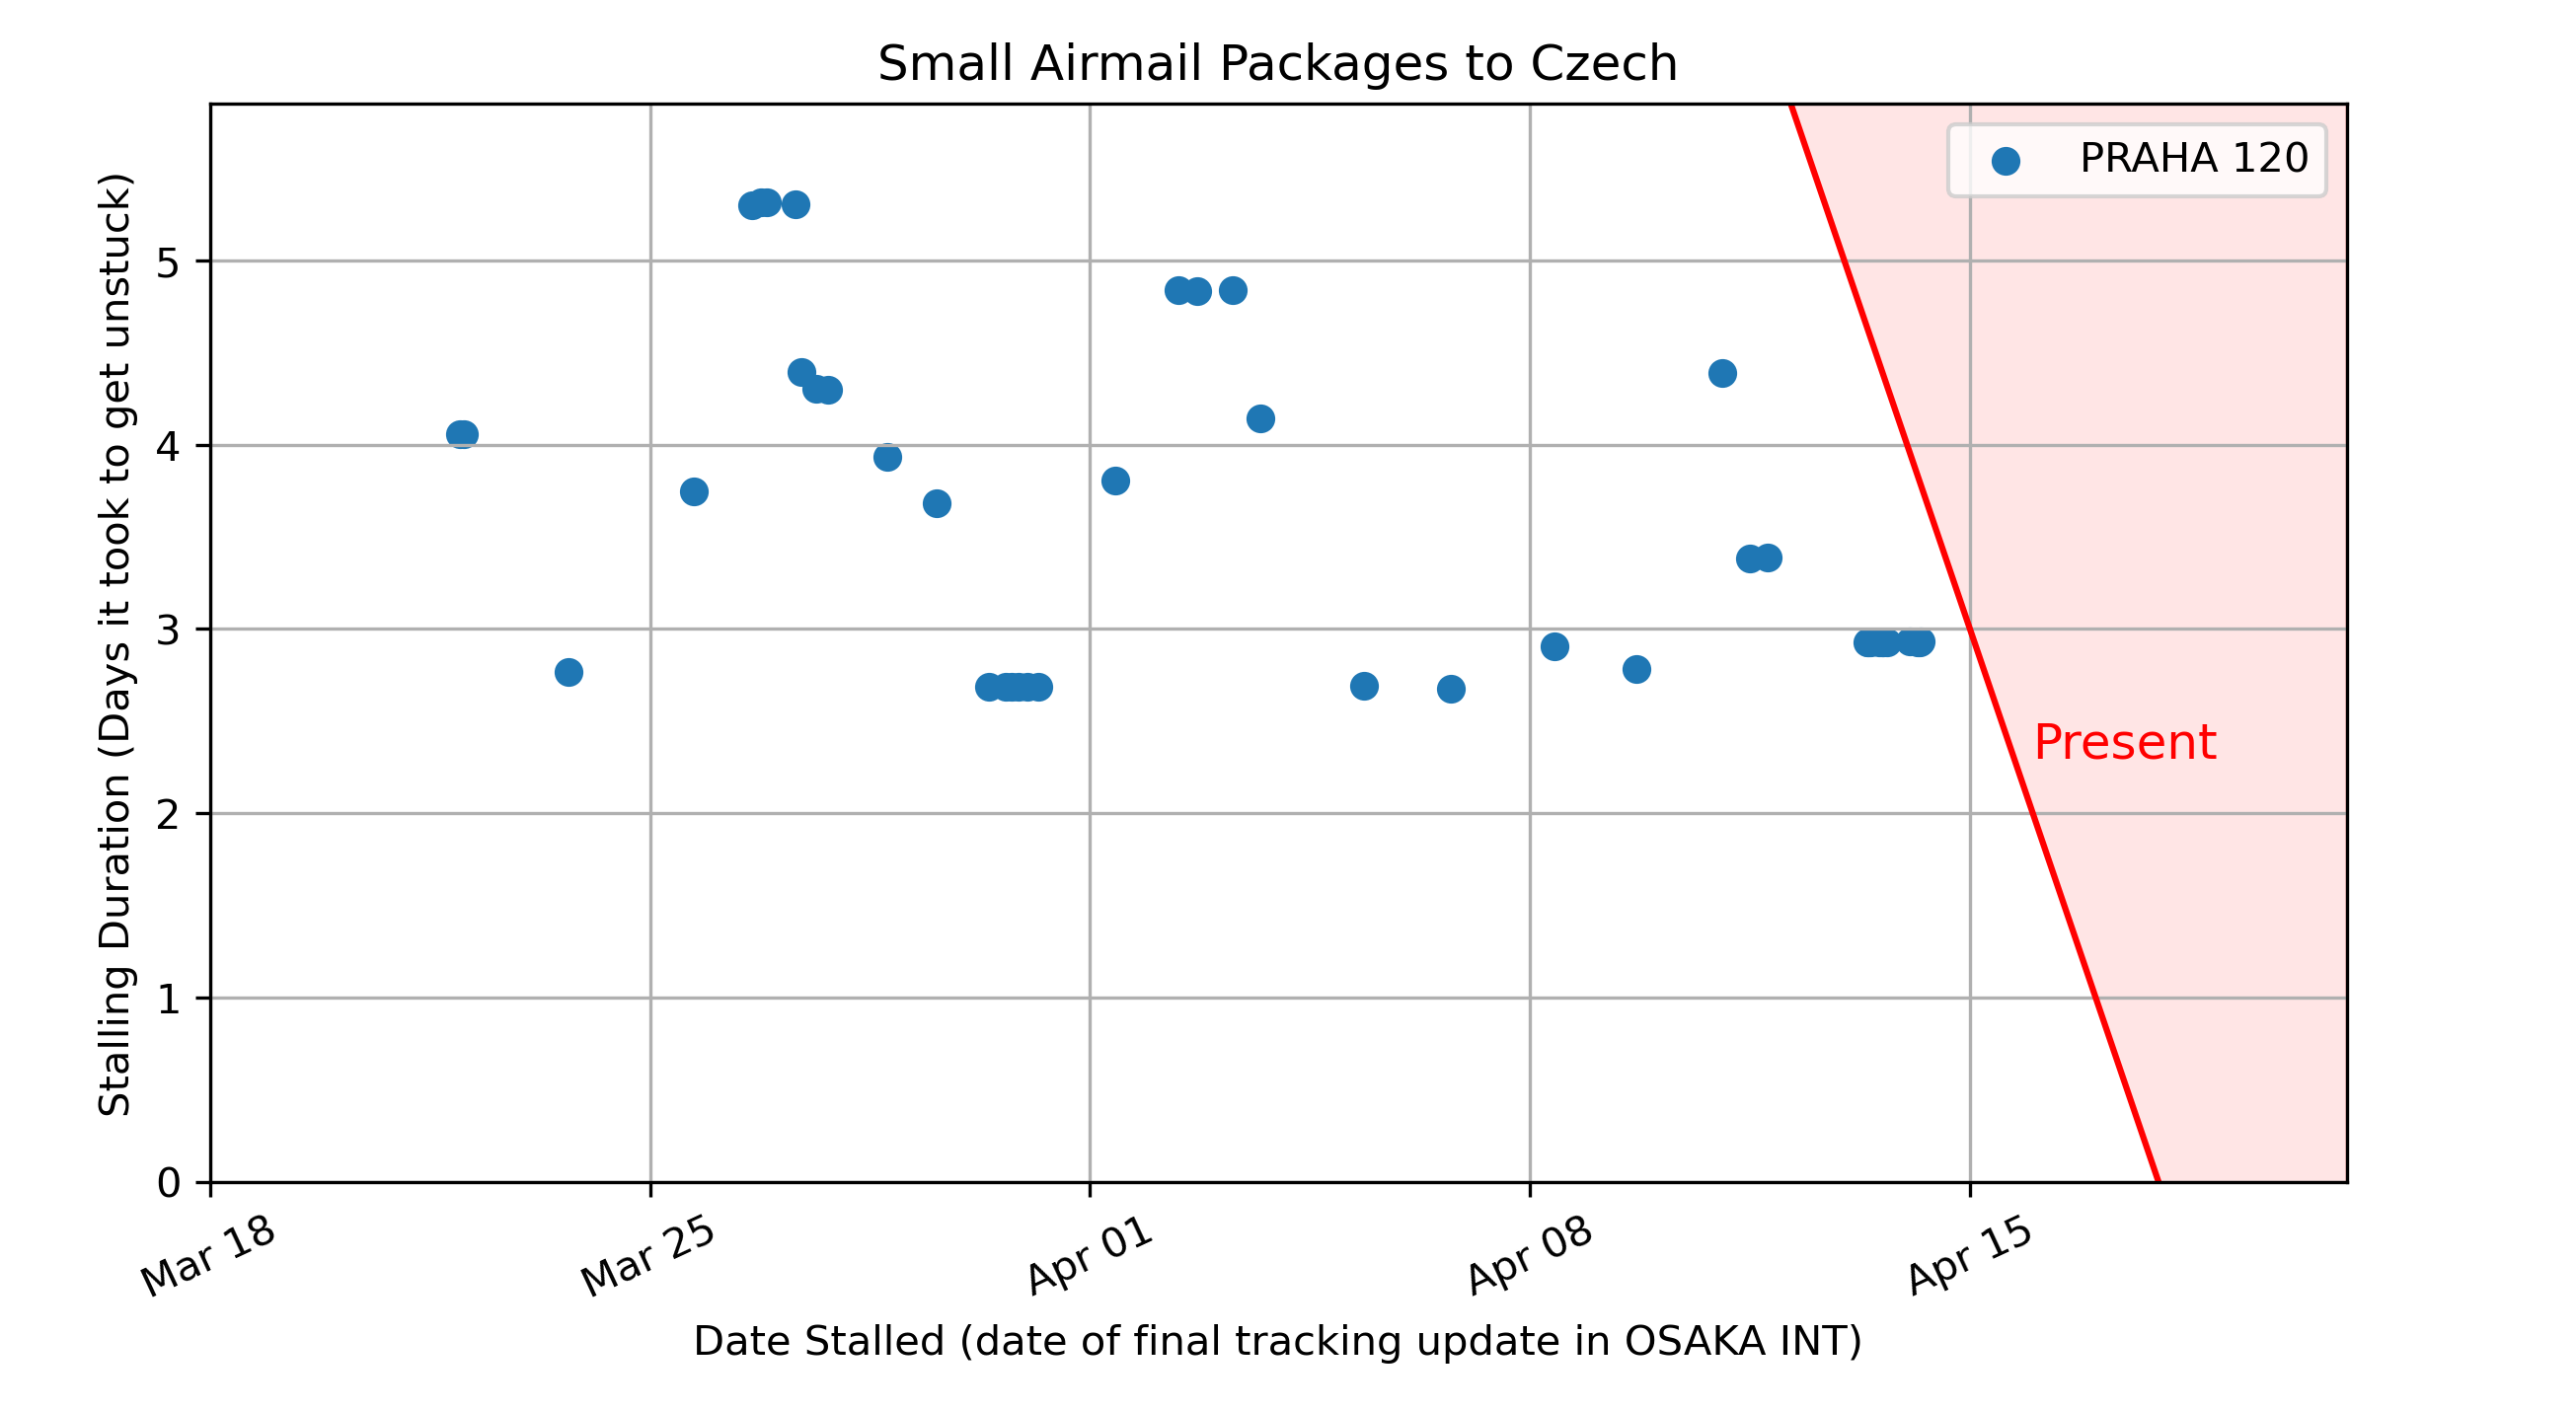 Small Airmail Packages to Czech
PRAHA 120
Present
Stalling Duration (Days it took to get unstuck)
5
4
3
2
1
0
Mar 18
Mar 25
Apr 01
Apr 08
Apr 15
Date Stalled (date of final tracking update in OSAKA INT)